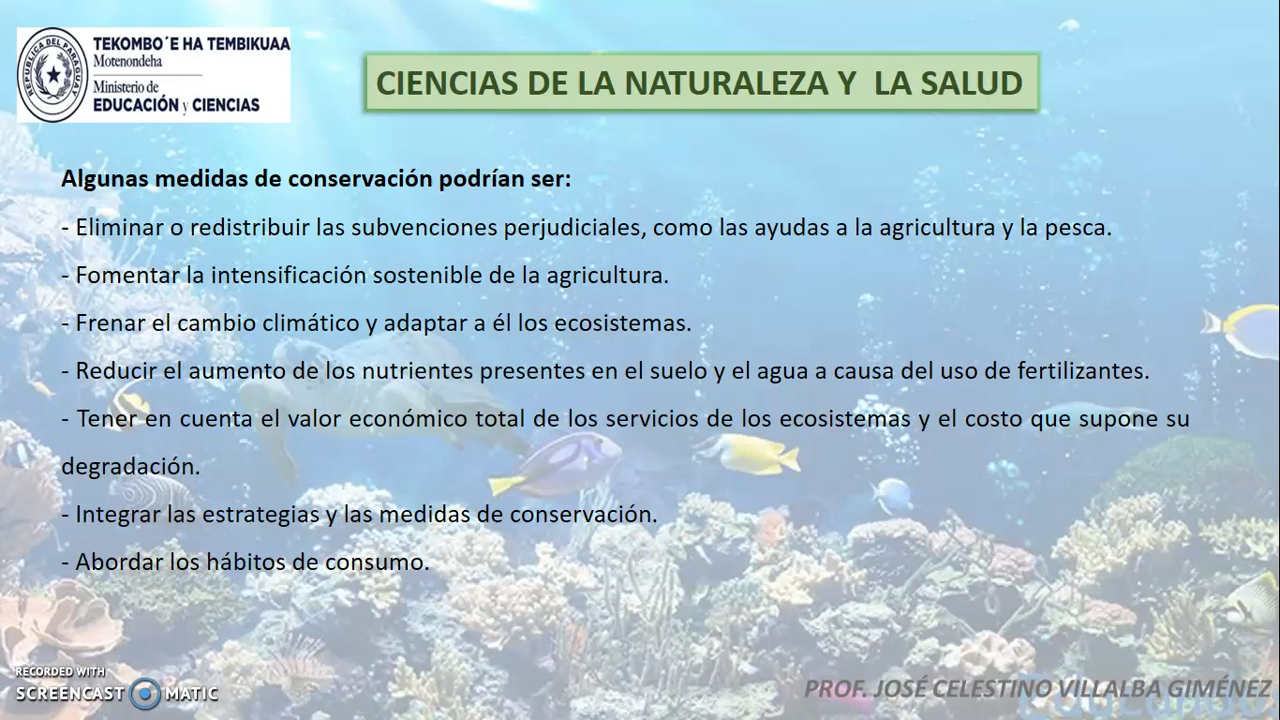 REPUBLICA DEL PARAGUAY
TEKOMBO´E HA TEMBIKUAA
Motenondeha
Ministerio de
EDUCACIÓN y CIENCIAS
CIENCIAS DE LA NATURALEZA Y LA SALUD
Algunas medidas de conservación podrían ser:
- Eliminar o redistribuir las subvenciones perjudiciales, como las ayudas a la agricultura y la pesca.
- Fomentar la intensificación sostenible de la agricultura.
- Frenar el cambio climático y adaptar a él los ecosistemas.
- Reducir el aumento de los nutrientes presentes en el suelo y el agua a causa del uso de fertilizantes.
- Tener en cuenta el valor económico total de los servicios de los ecosistemas y el costo que supone su
degradación.
- Integrar las estrategias y las medidas de conservación.
- Abordar los hábitos de consumo.
RECORDED WITH
SCREENCAST MATIC
PROF. JOSÉ CELESTINO VILLALBA GIMÉNEZ